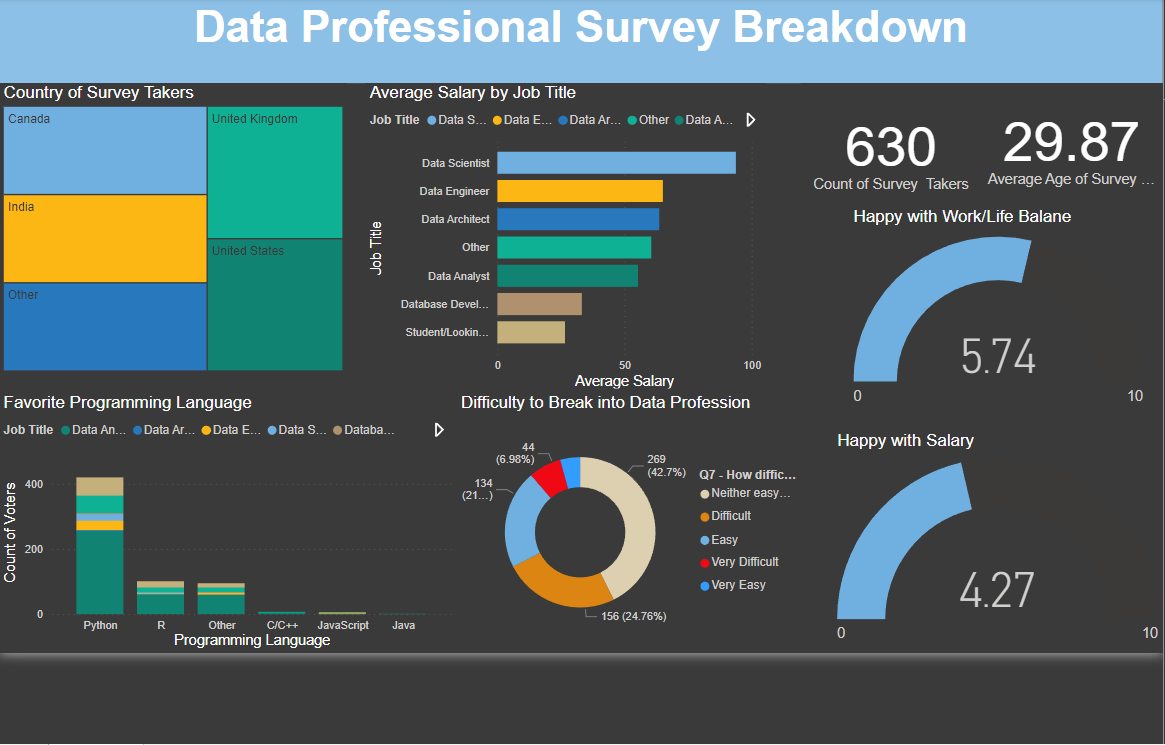 Data Professional Survey Breakdown
Country of Survey Takers
Canada
United Kingdom
India
United States
Other
Average Salary by Job Title
Job Title Data S... Data E... Data Ar... Other Data A...
Job Title
Data Scientist
Data Engineer
Data Architect
Other
Data Analyst
Database Devel...
Student/Lookin...
0 50 100
Average Salary
630
Count of Survey Takers
29.87
Average Age of Survey ...
Happy with Work/Life Balane
5.74
0 10
Favorite Programming Language
Job Title Data An... Data Ar... Data E... Data S... Databa...
Count of Voters
400
200
0
Python R Other C/C++ JavaScript Java
Programming Language
Difficulty to Break into Data Profession
44
(6.98%)
269
(42.7%)
134
(21...)
156 (24.76%)
Q7 - How diffic...
Neither easy...
Difficult
Easy
Very Difficult
Very Easy
Happy with Salary
4.27
0 10